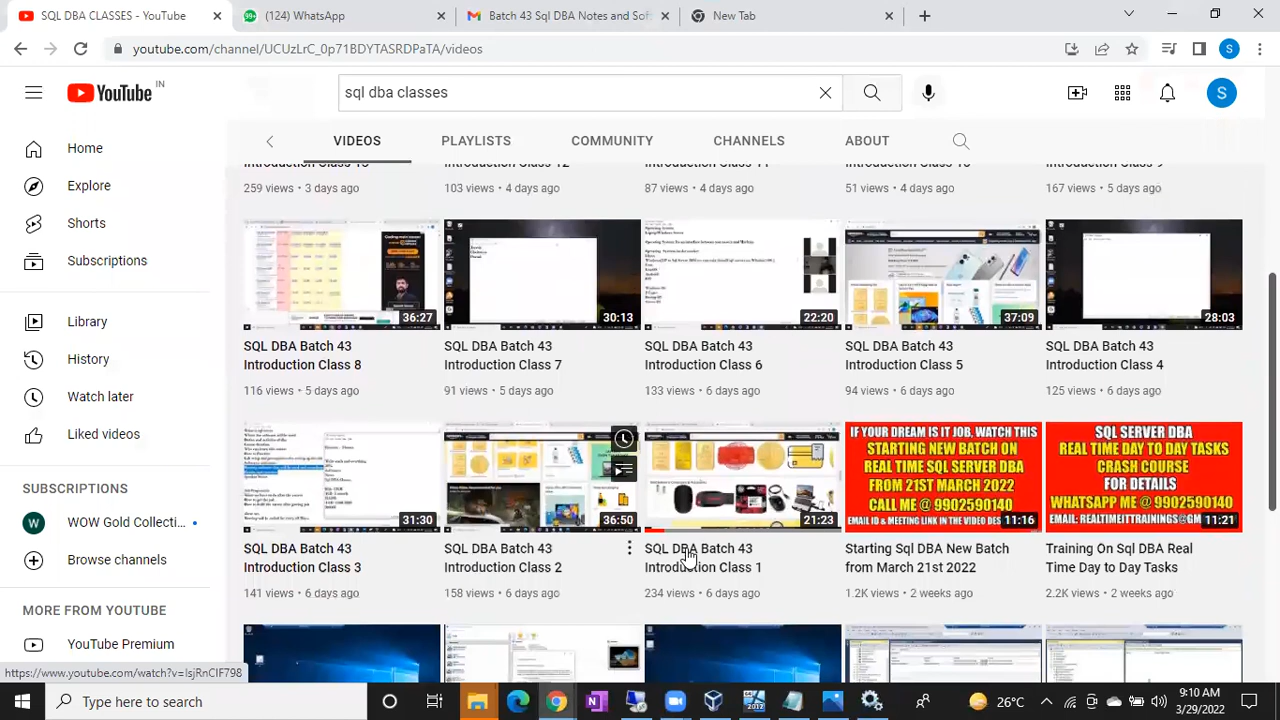 SQL DBA CLASSES - YouTube
(124) WhatsApp
Batch 43 Sql DBA Notes and Sof
New Tab
youtube.com/channel/UCUzLrC_0p71BDYTASRDPaTA/videos
S
YouTube IN
sql dba classes
S
VIDEOS
PLAYLISTS
COMMUNITY
CHANNELS
ABOUT
Home
Explore
Shorts
Subscriptions
Library
History
Watch later
Liked videos
SUBSCRIPTIONS
W
WOW Gold Collecti...
Browse channels
MORE FROM YOUTUBE
YouTube Premium
259 views • 3 days ago
103 views • 4 days ago
87 views • 4 days ago
51 views • 4 days ago
167 views • 5 days ago
36:27
30:13
22:20
37:09
28:03
SQL DBA Batch 43
Introduction Class 8
116 views • 5 days ago
SQL DBA Batch 43
Introduction Class 7
91 views • 5 days ago
SQL DBA Batch 43
Introduction Class 6
133 views • 6 days ago
SQL DBA Batch 43
Introduction Class 5
94 views • 6 days ago
SQL DBA Batch 43
Introduction Class 4
125 views • 6 days ago
31:30
36:50
21:23
IF YOUR DREAM IS DBA WATCH THIS
STARTING NEW BATCH ON
REAL TIME SQL SERVER DBA
FROM 21ST MARCH 2022
CALL ME @ 9902590140
11:16
SQL SERVER DBA
REAL TIME DAY TO DAY TASKS
CRASH COURSE
FOR DETAILS
WHATSAPP ME @ 9902590140
11:21
SQL DBA Batch 43
Introduction Class 3
141 views • 6 days ago
SQL DBA Batch 43
Introduction Class 2
158 views • 6 days ago
SQL DBA Batch 43
Introduction Class 1
234 views • 6 days ago
Starting Sql DBA New Batch
from March 21st 2022
1.2K views • 2 weeks ago
Training On Sql DBA Real
Time Day to Day Tasks
2.2K views • 2 weeks ago
Type here to search
26°C
9:10 AM
3/29/2022